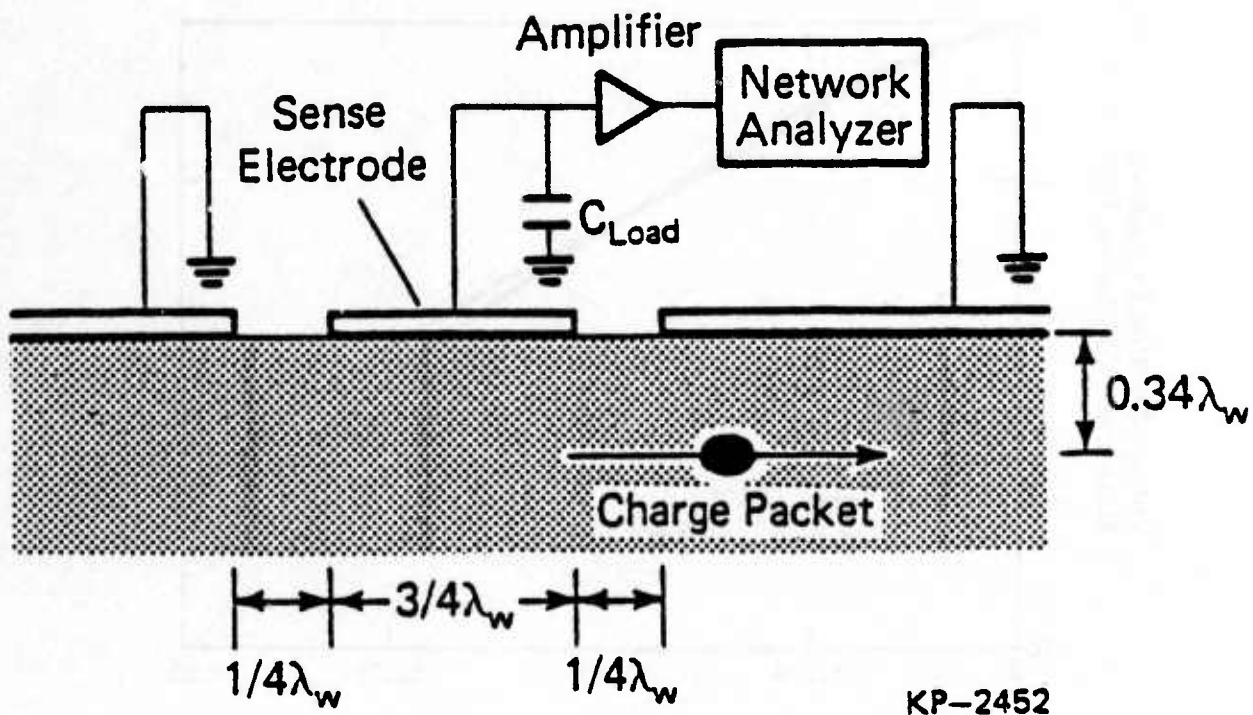 Amplifier
Network
Analyzer
Sense
Electrode
C_Load
0.34λ_w
Charge Packet
3/4λ_w
1/4λ_w
1/4λ_w
KP-2452